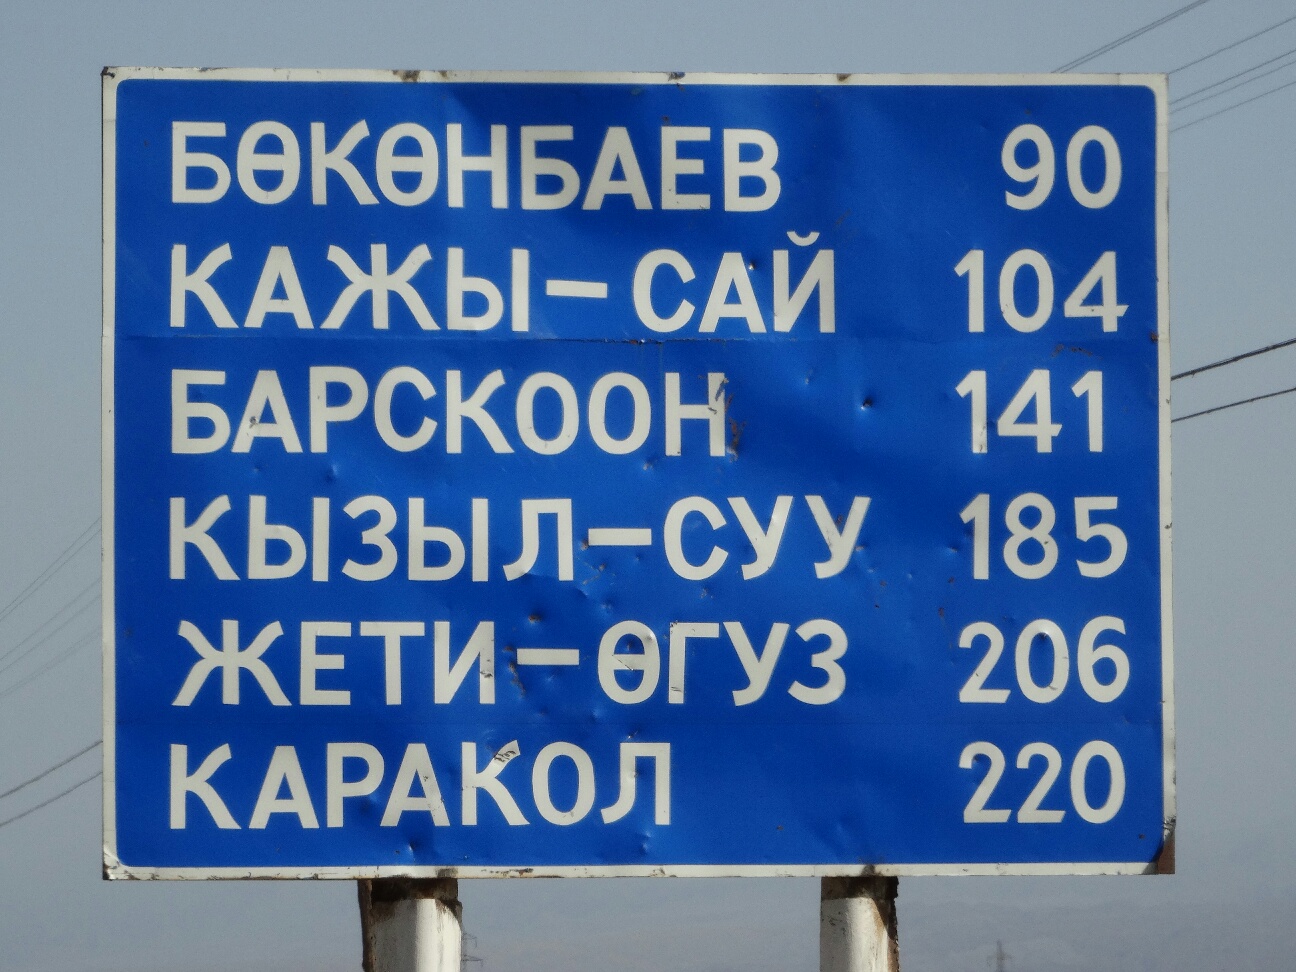 БӨКӨНБАЕВ 90
КАЖЫ-САЙ 104
БАРСКООН 141
КЫЗЫЛ-СУУ 185
ЖЕТИ-ӨГУЗ 206
КАРАКОЛ 220